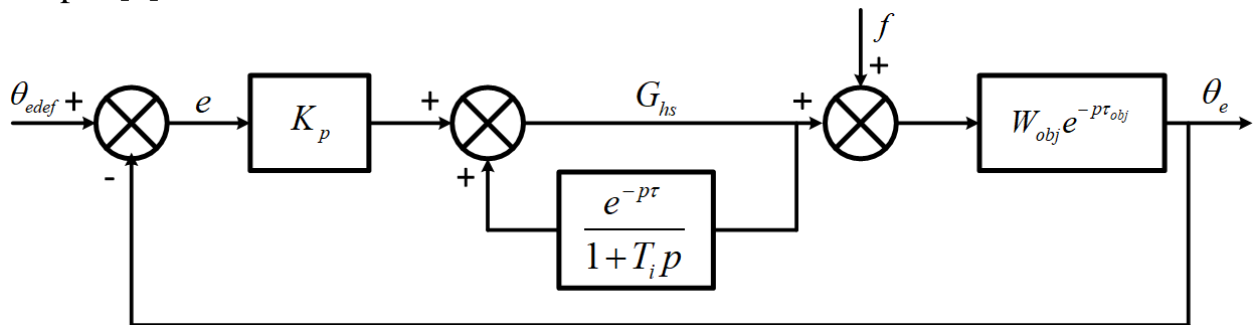 f
+
θ_edef + e K_p + G_hs + W_obj e^{-pτ_obj} θ_e
- + e^{-pτ}
1+T_i p